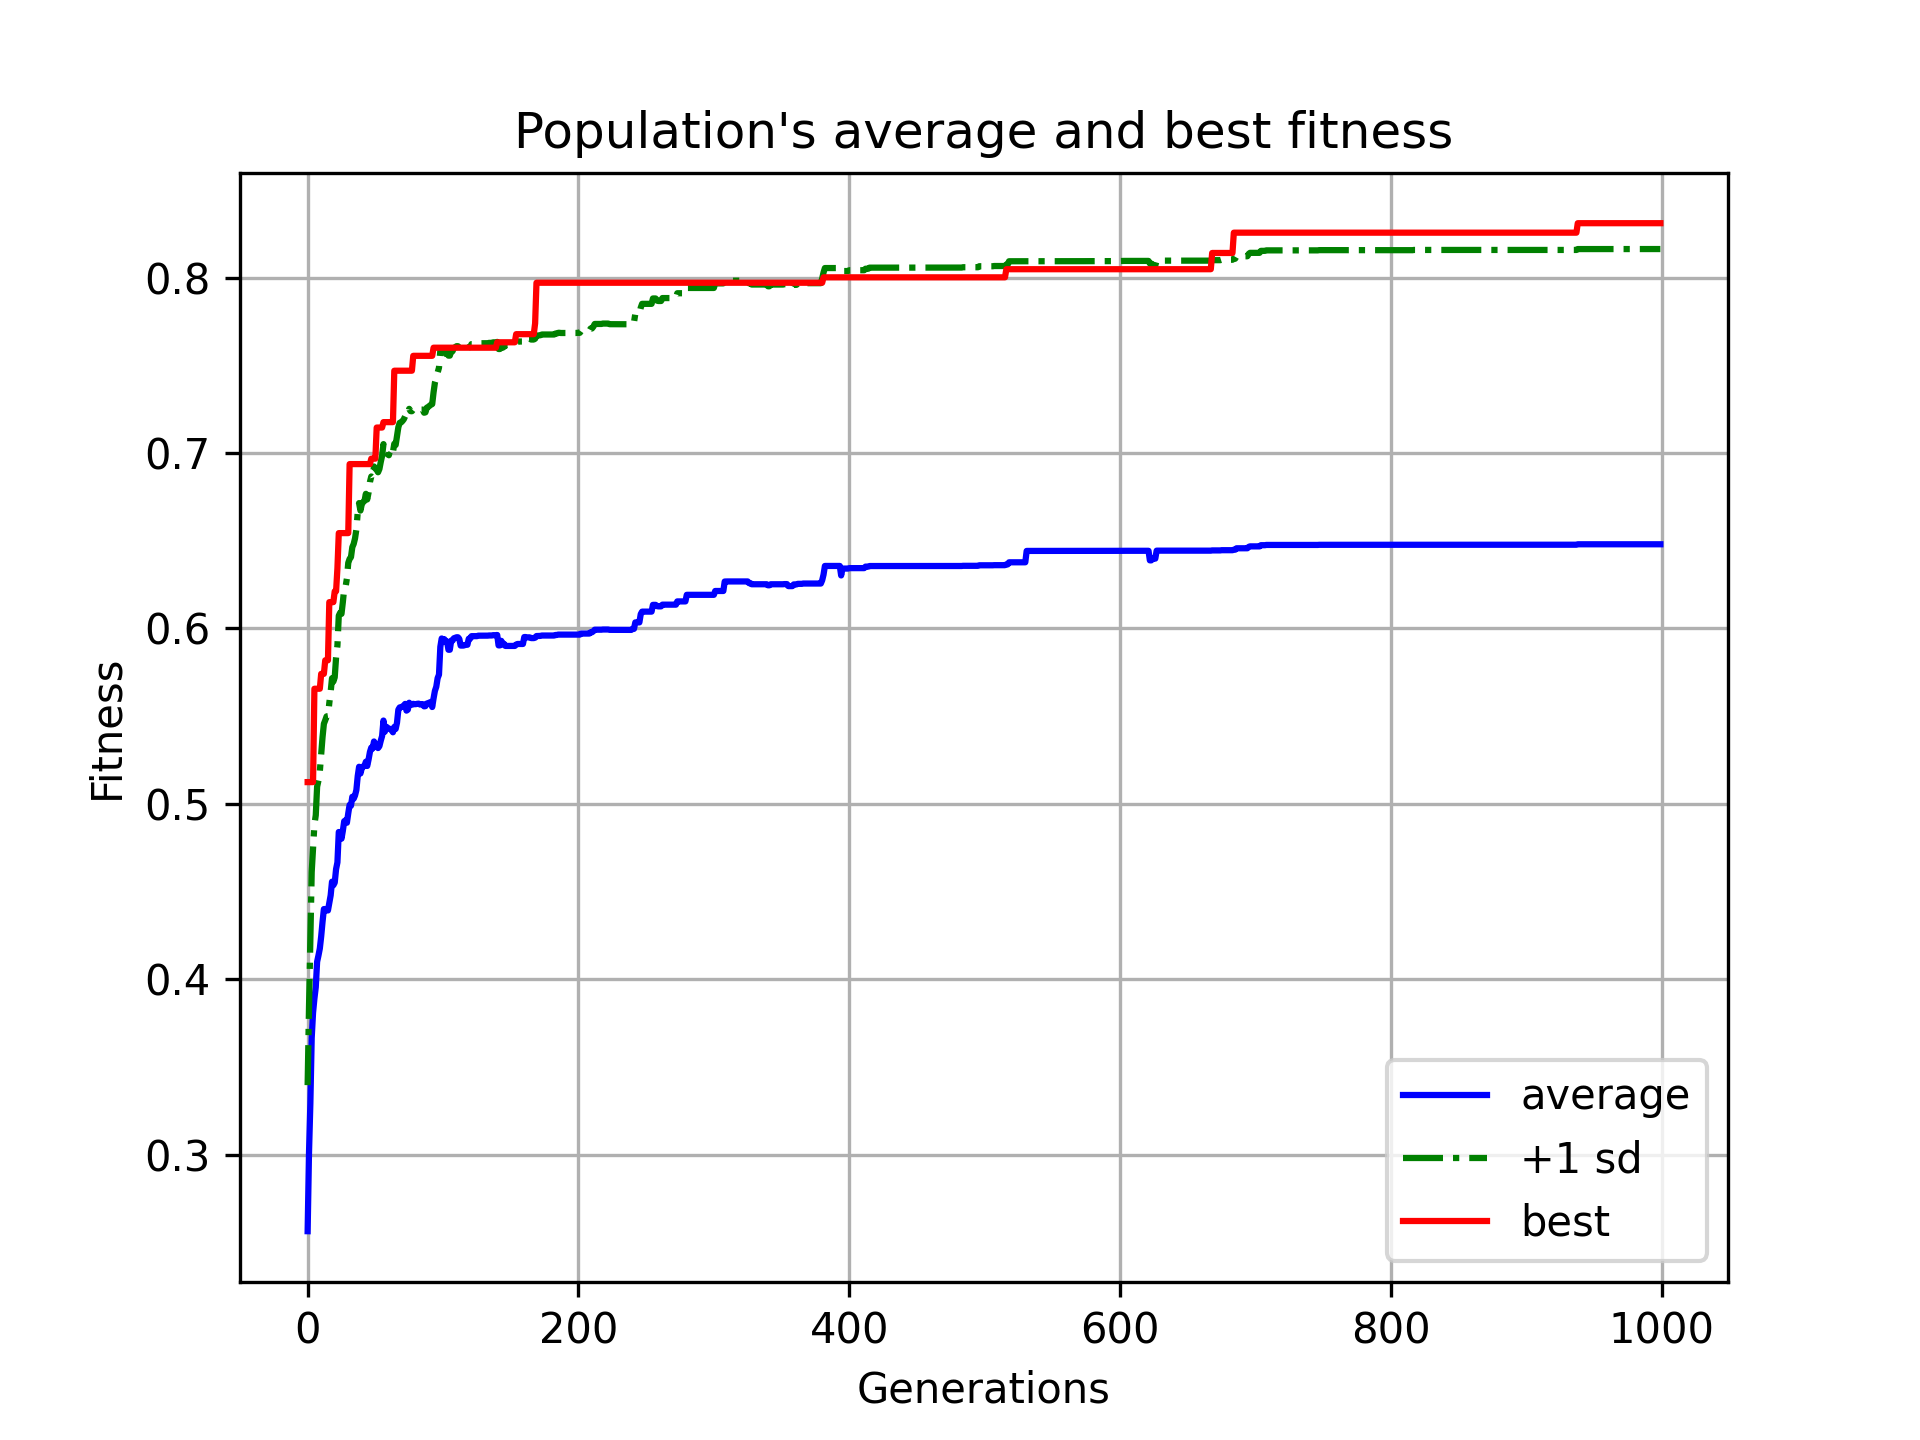 Population's average and best fitness
Fitness
0.8
0.7
0.6
0.5
0.4
0.3
0 200 400 600 800 1000
Generations
average
+1 sd
best